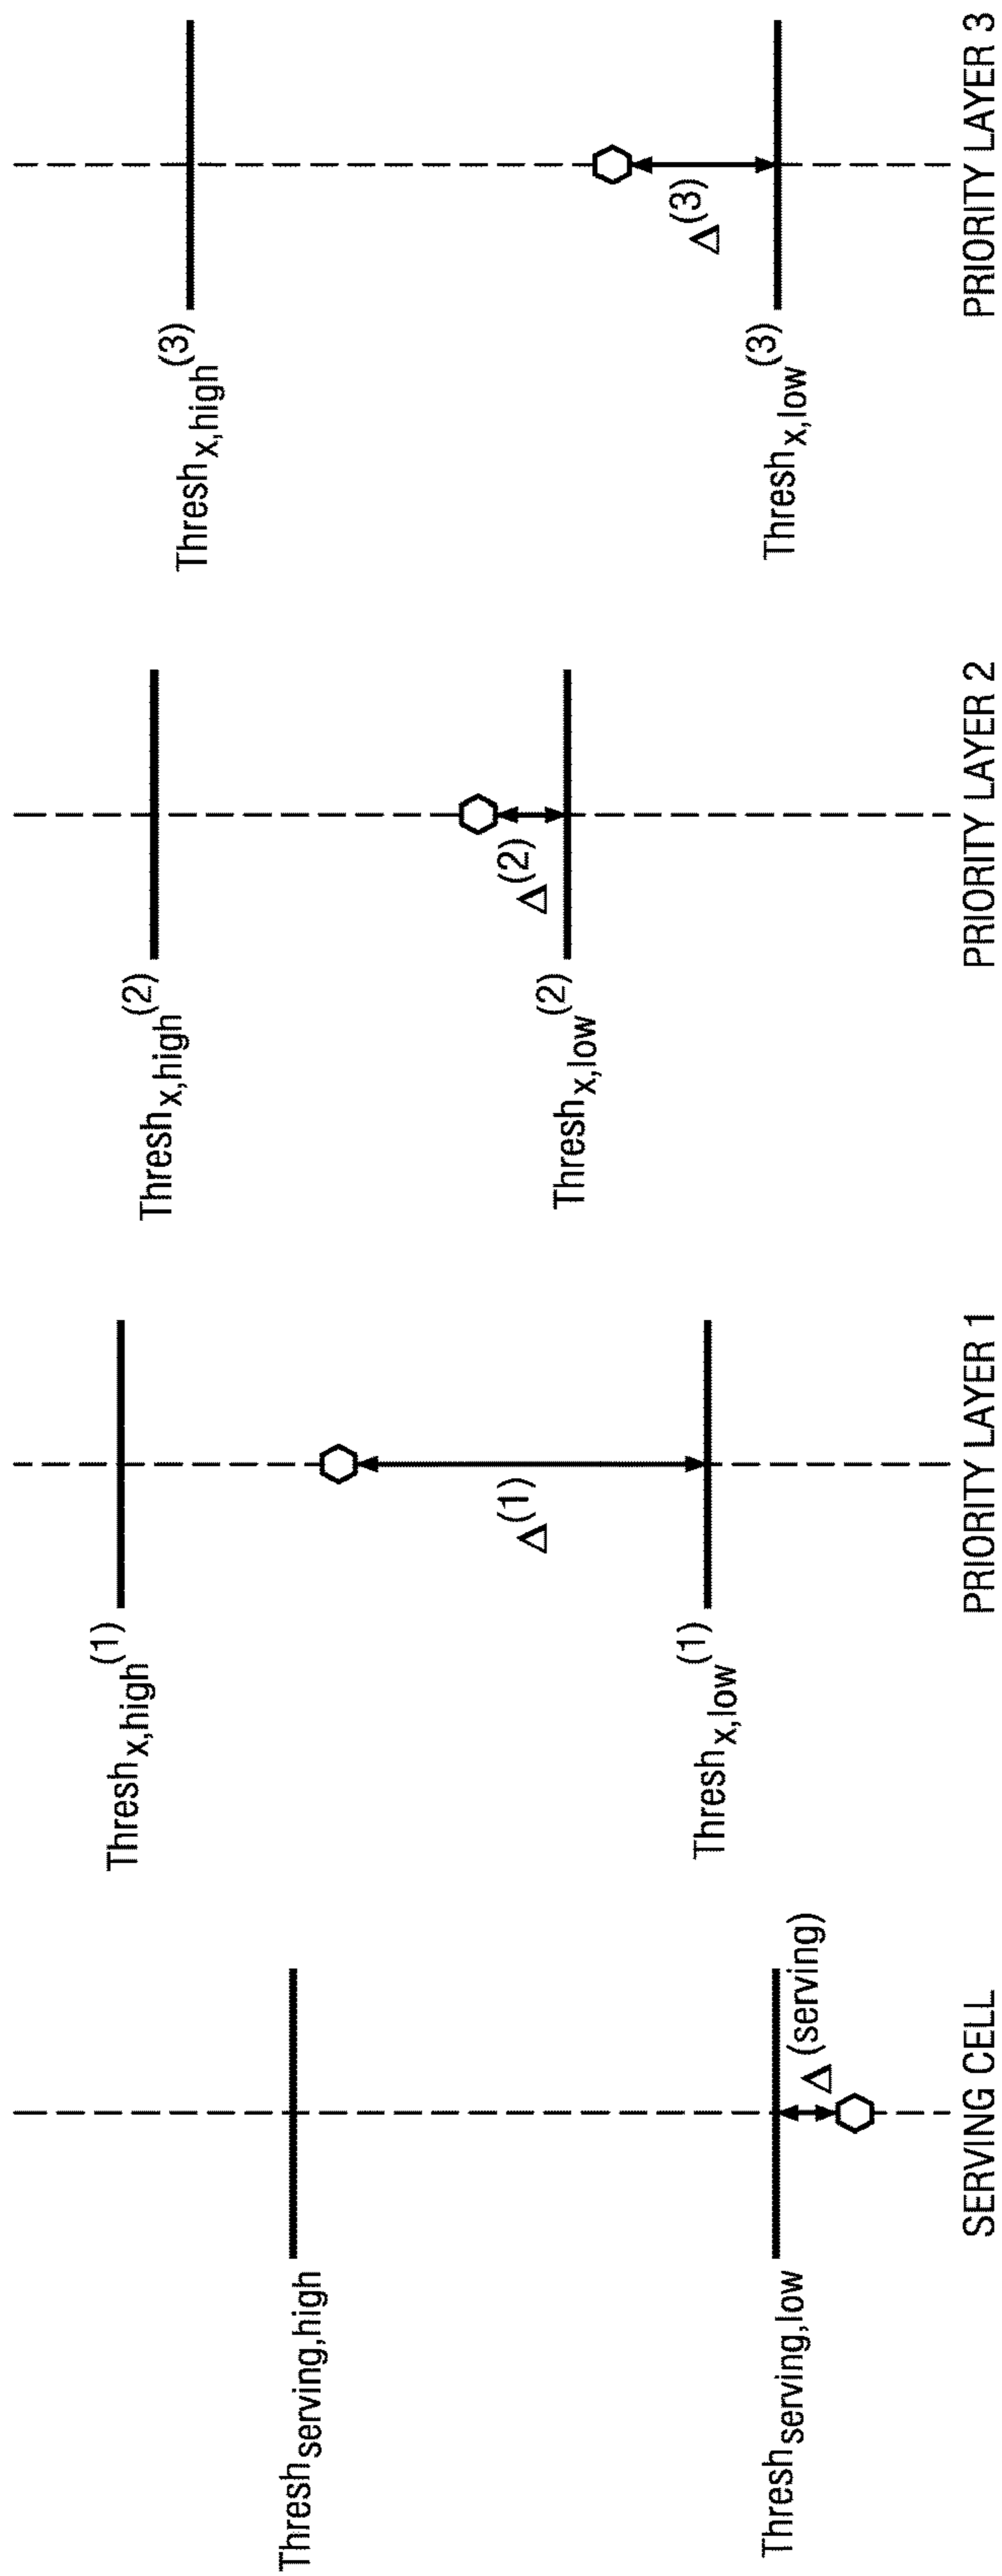 Thresh serving,high
Thresh serving,low
Δ(serving)
SERVING CELL
Thresh x,high (1)
Δ(1)
Thresh x,low (1)
PRIORITY LAYER 1
Thresh x,high (2)
Δ(2)
Thresh x,low (2)
PRIORITY LAYER 2
Thresh x,high (3)
Δ(3)
Thresh x,low (3)
PRIORITY LAYER 3